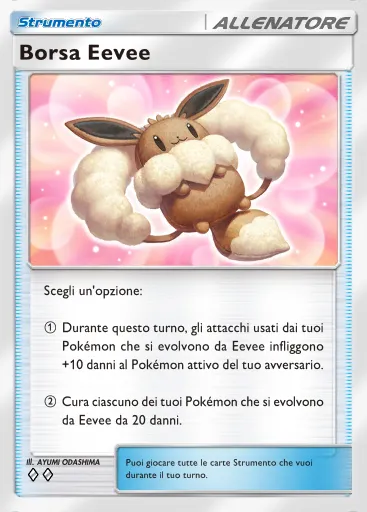 Strumento
ALLENATORE
Borsa Eevee
Scegli un'opzione:
① Durante questo turno, gli attacchi usati dai tuoi
Pokémon che si evolvono da Eevee infliggono
+10 danni al Pokémon attivo del tuo avversario.
② Cura ciascuno dei tuoi Pokémon che si evolvono
da Eevee da 20 danni.
Ill. AYUMI ODASHIMA
Puoi giocare tutte le carte Strumento che vuoi
durante il tuo turno.